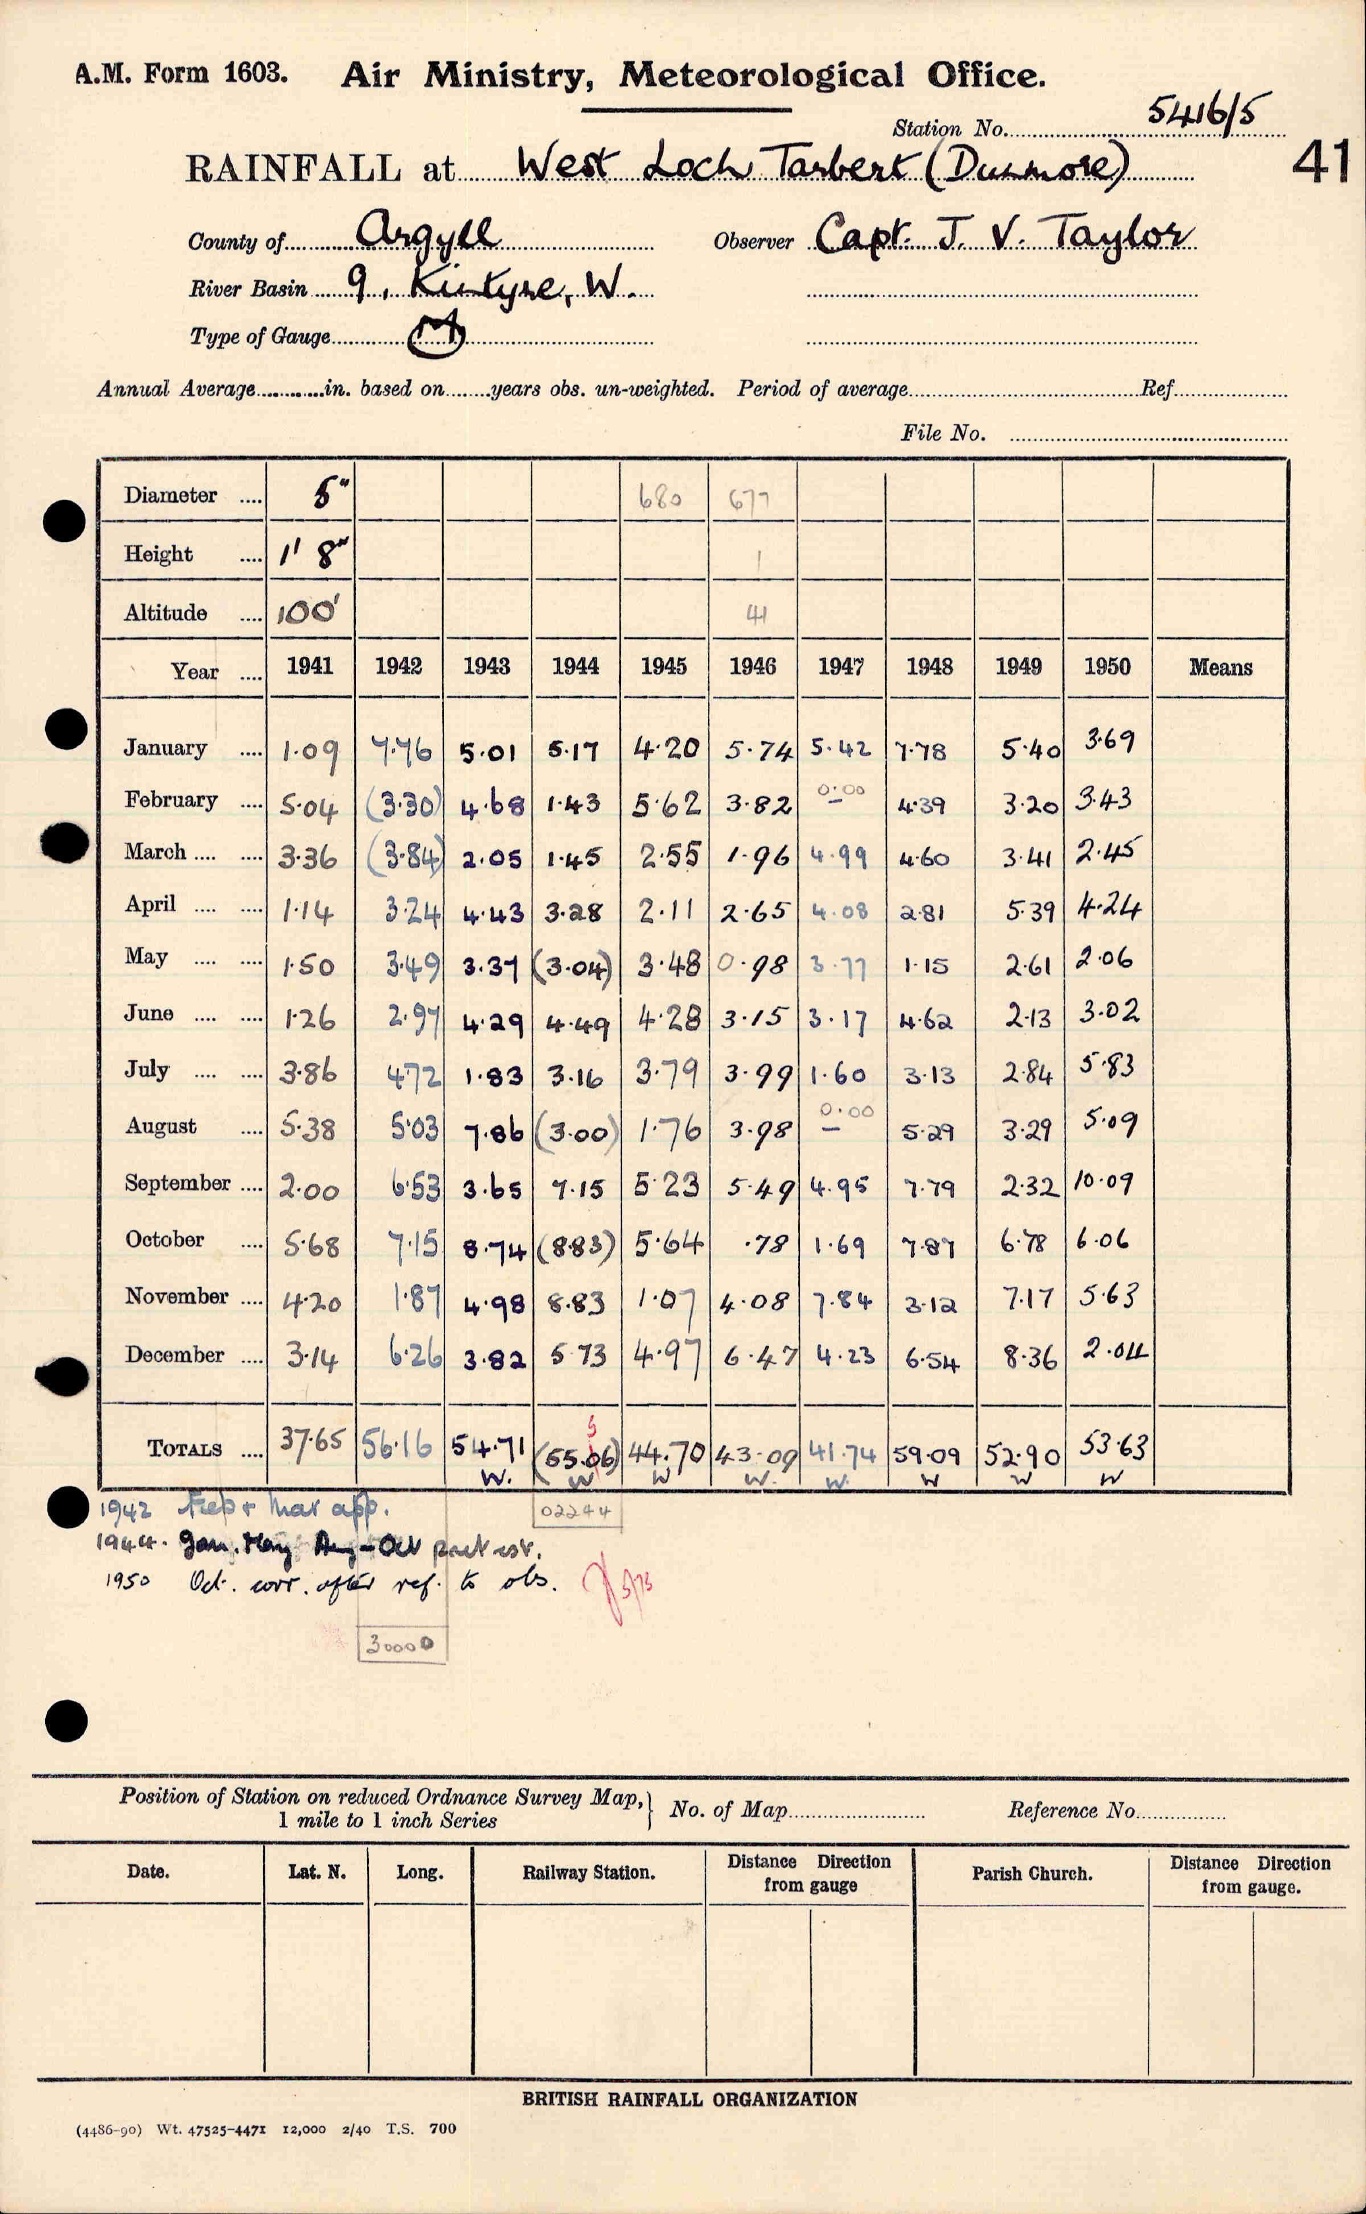 A.M. Form 1603. Air Ministry, Meteorological Office.
Station No. 5416/5
RAINFALL at West Loch Tarbert (Dunmore) 41
County of Argyll Observer Capt. J. V. Taylor
River Basin 9. Kintyre, W.
Type of Gauge M
Annual Average in. based on years obs. un-weighted. Period of average Ref
File No.
Diameter 5" 680 677
Height 1' 8" 1
Altitude 100' 41
Year 1941 1942 1943 1944 1945 1946 1947 1948 1949 1950 Means
January 1.09 7.76 5.01 5.17 4.20 5.74 5.42 7.78 5.40 3.69
February 5.04 (3.30) 4.68 1.43 5.62 3.82 0.00 – 4.39 3.20 3.43
March 3.36 (3.84) 2.05 1.45 2.55 1.96 4.99 4.60 3.41 2.45
April 1.14 3.24 4.43 3.28 2.11 2.65 4.08 2.81 5.39 4.24
May 1.50 3.49 3.37 (3.04) 3.48 0.98 3.77 1.15 2.61 2.06
June 1.26 2.97 4.29 4.49 4.28 3.15 3.17 4.62 2.13 3.02
July 3.86 4.72 1.83 3.16 3.79 3.99 1.60 3.13 2.84 5.83
August 5.38 5.03 7.86 (3.00) 1.76 3.98 0.00 – 5.29 3.29 5.09
September 2.00 6.53 3.65 7.15 5.23 5.49 4.95 7.79 2.32 10.09
October 5.68 7.15 8.74 (8.83) 5.64 .78 1.69 7.87 6.78 6.06
November 4.20 1.87 4.98 8.83 1.07 4.08 7.84 3.12 7.17 5.63
December 3.14 6.26 3.82 5.73 4.97 6.47 4.23 6.54 8.36 2.04
5
TOTALS 37.65 56.16 54.71 (55.06) 44.70 43.09 41.74 59.09 52.90 53.63
W. W W W. W. W W W
1942 Feb + Mar app. 02244
1944. Jan. May Aug – Oct part est.
1950 Oct. corr. after ref. to obs. 5/73
30000
Position of Station on reduced Ordnance Survey Map, No. of Map Reference No.
1 mile to 1 inch Series
Date. Lat. N. Long. Railway Station. Distance from gauge Direction Parish Church. Distance Direction from gauge.
BRITISH RAINFALL ORGANIZATION
(4486-90) Wt. 47525-4471 12,000 2/40 T.S. 700